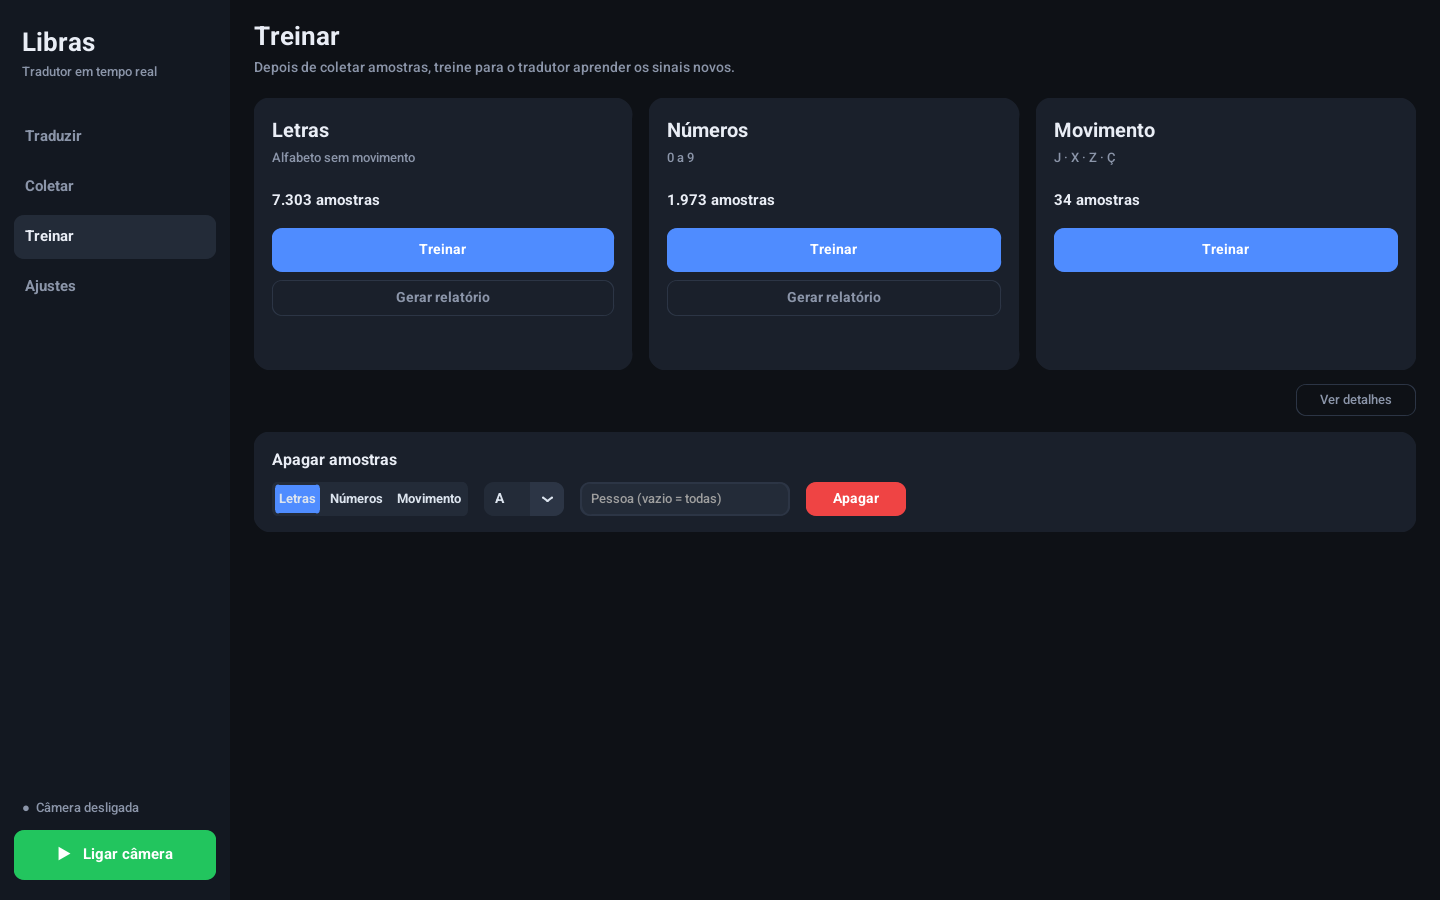 Libras
Tradutor em tempo real
Traduzir
Coletar
Treinar
Ajustes
Câmera desligada
Ligar câmera
Treinar
Depois de coletar amostras, treine para o tradutor aprender os sinais novos.
Letras
Alfabeto sem movimento
7.303 amostras
Treinar
Gerar relatório
Números
0 a 9
1.973 amostras
Treinar
Gerar relatório
Movimento
J · X · Z · Ç
34 amostras
Treinar
Ver detalhes
Apagar amostras
Letras Números Movimento A Pessoa (vazio = todas) Apagar